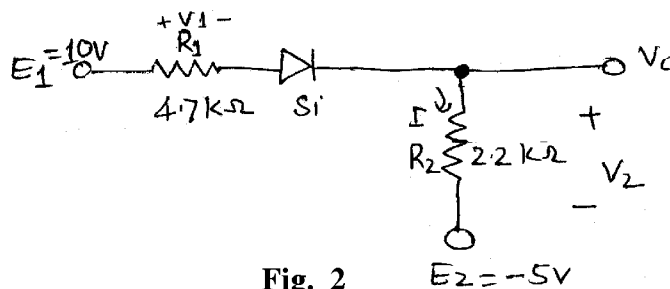 + V1 -
E1 =10V R1 Vo
4.7KΩ Si
I +
R2 2.2KΩ
V2
-
E2 = -5V
Fig. 2